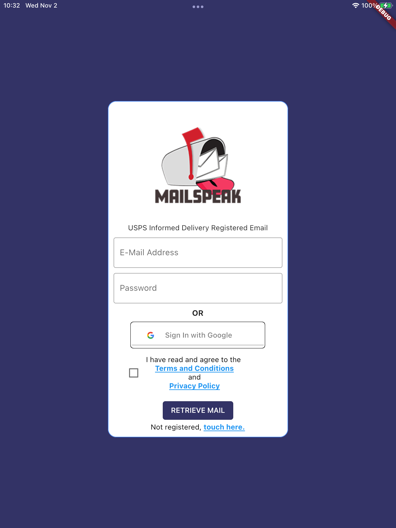 10:32 Wed Nov 2
100%
DEBUG
MAILSPEAK
USPS Informed Delivery Registered Email
E-Mail Address
Password
OR
G Sign In with Google
I have read and agree to the
Terms and Conditions
and
Privacy Policy
RETRIEVE MAIL
Not registered, touch here.